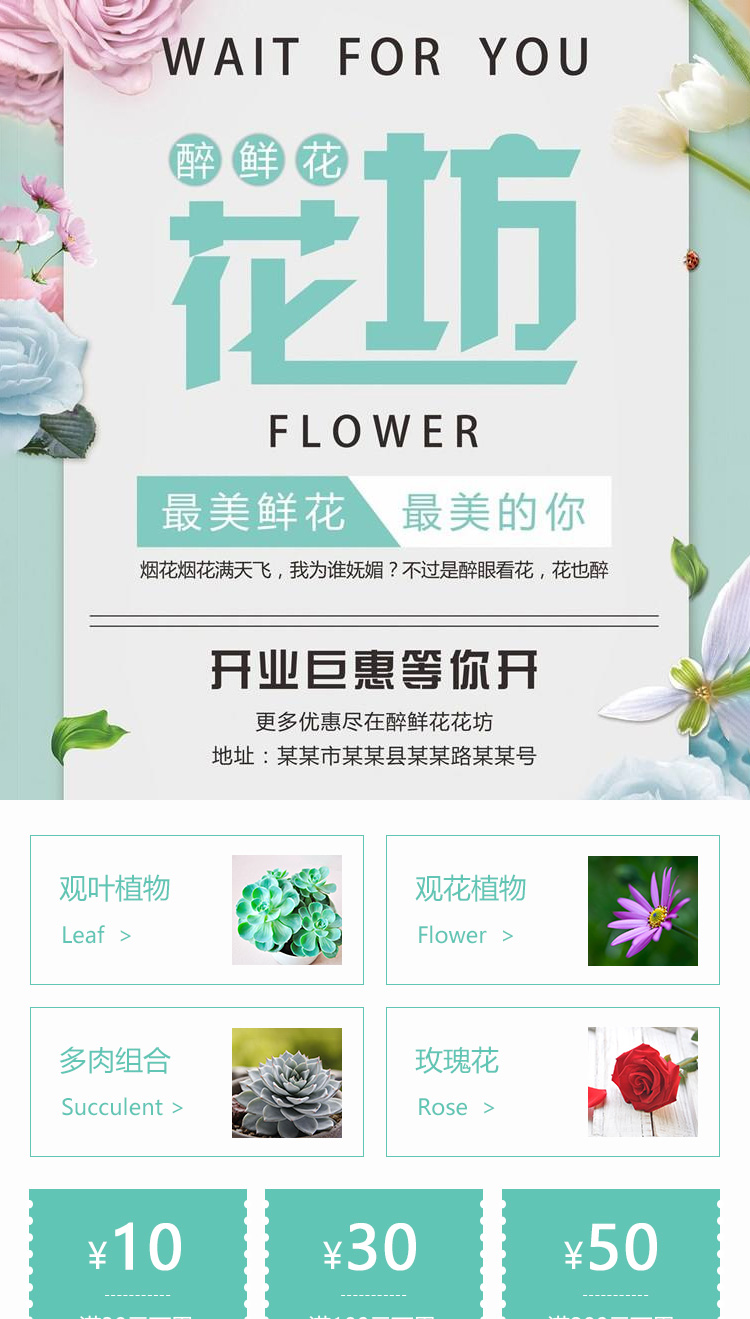 WAIT FOR YOU
醉鲜花
花坊
FLOWER
最美鲜花 最美的你
烟花烟花满天飞，我为谁妩媚？不过是醉眼看花，花也醉
开业巨惠等你开
更多优惠尽在醉鲜花花坊
地址：某某市某某县某某路某某号
观叶植物
Leaf >
观花植物
Flower >
多肉组合
Succulent >
玫瑰花
Rose >
¥10
¥30
¥50